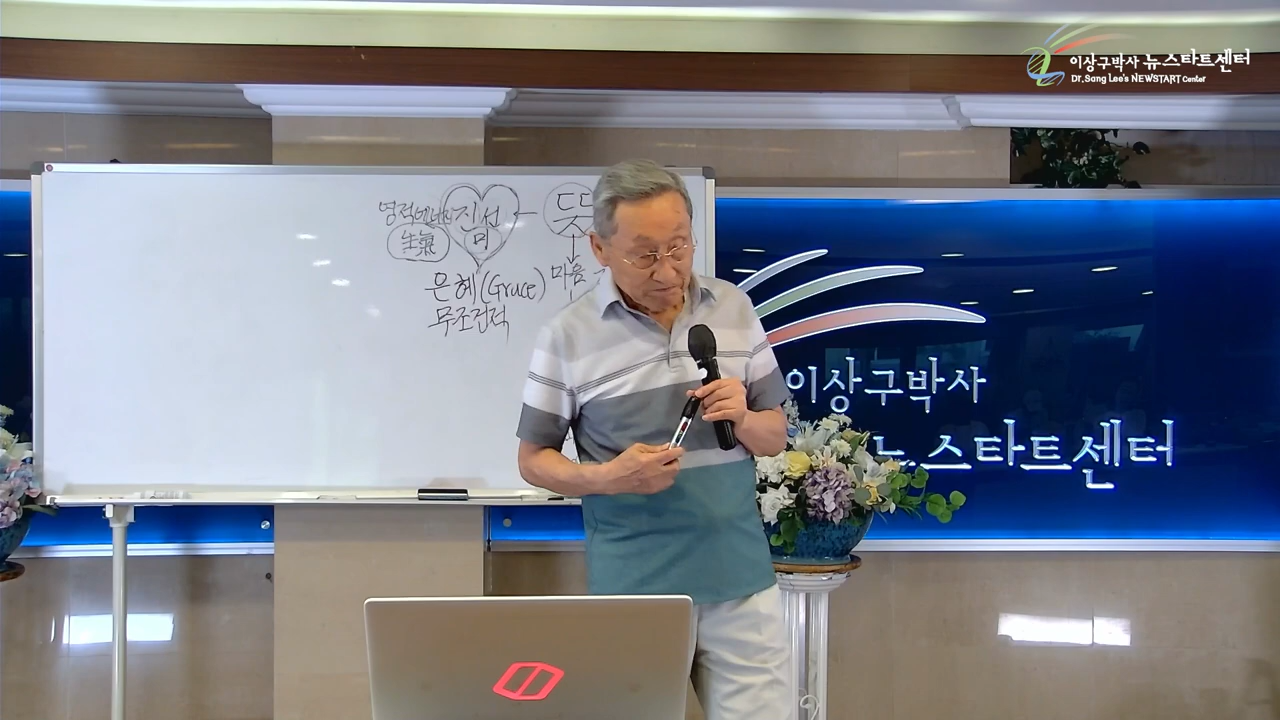 이상구박사 뉴스타트센터
Dr.Sang Lee's NEWSTART Center
영적에너지 진선 - 뜻
生氣 미
은혜(Grace) 마음
무조건적
이상구박사
뉴스타트센터